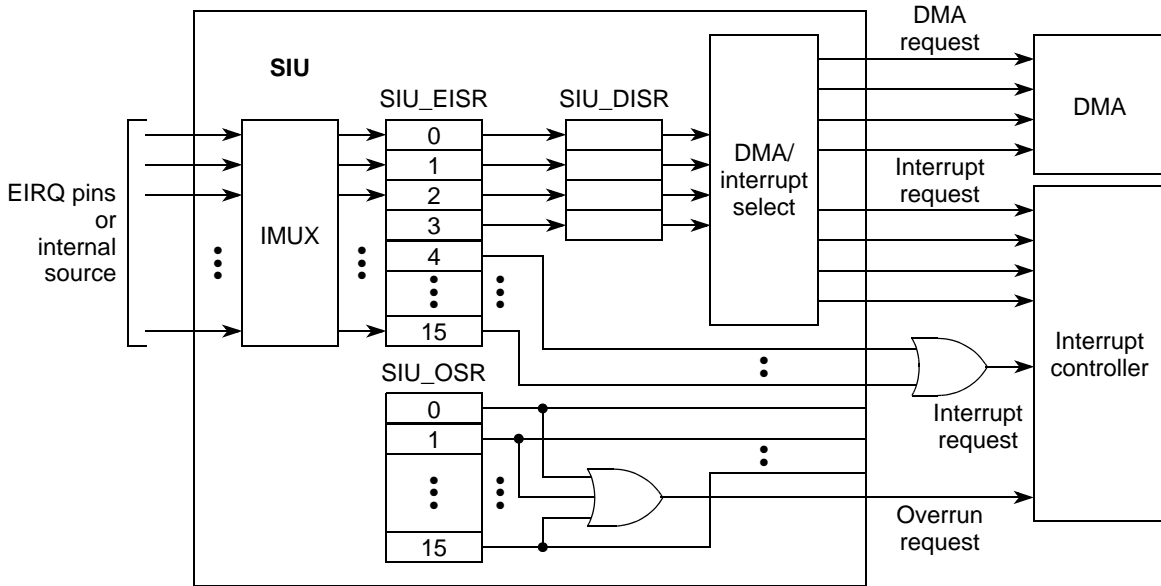 DMA
request
SIU
SIU_EISR
SIU_DISR
DMA
EIRQ pins
or
internal
source
IMUX
0
1
2
3
4
15
DMA/
interrupt
select
Interrupt
request
Interrupt
controller
SIU_OSR
0
1
15
Interrupt
request
Overrun
request